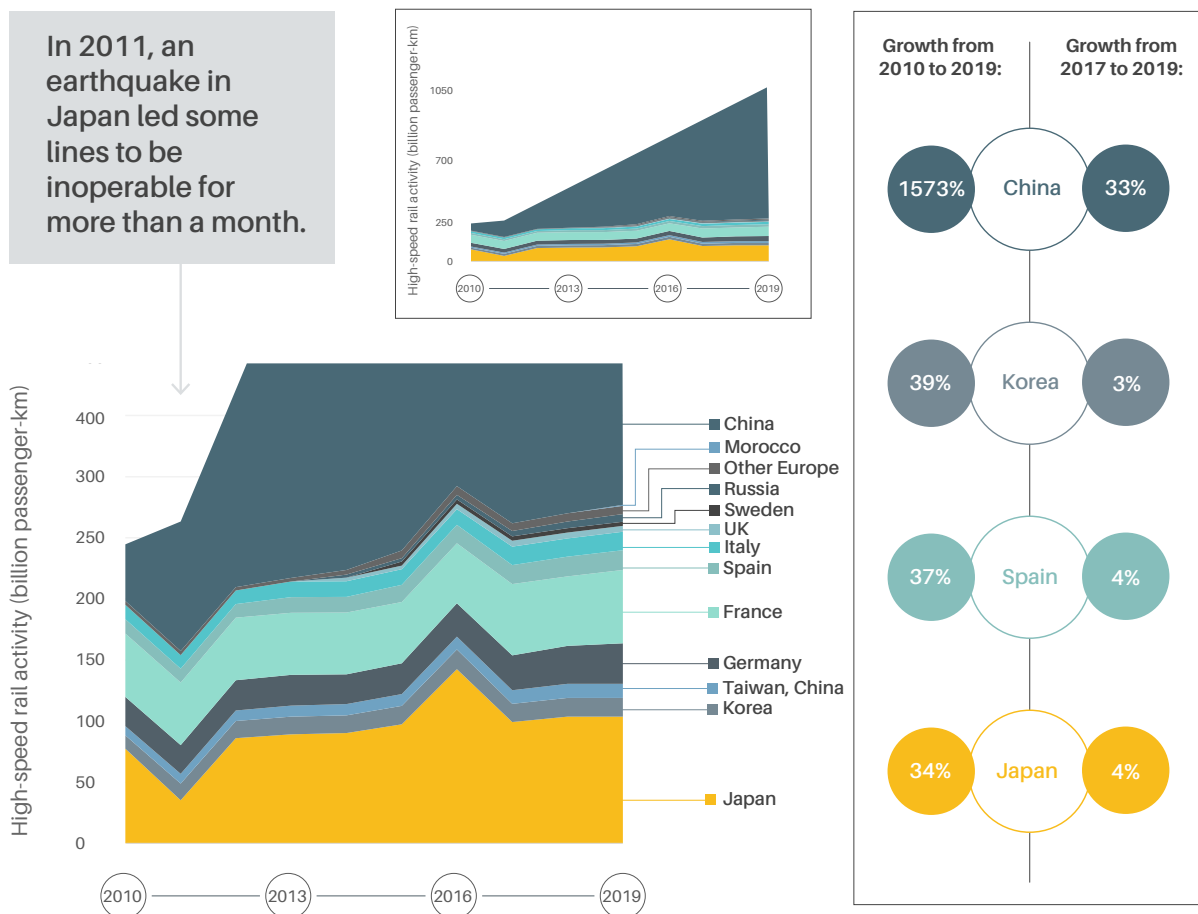 In 2011, an
earthquake in
Japan led some
lines to be
inoperable for
more than a month.
High-speed rail activity (billion passenger-km)
1050
700
250
0
2010
2013
2016
2019
High-speed rail activity (billion passenger-km)
400
300
250
200
150
100
50
0
2010
2013
2016
2019
China
Morocco
Other Europe
Russia
Sweden
UK
Italy
Spain
France
Germany
Taiwan, China
Korea
Japan
Growth from
2010 to 2019:
Growth from
2017 to 2019:
1573%
China
33%
39%
Korea
3%
37%
Spain
4%
34%
Japan
4%